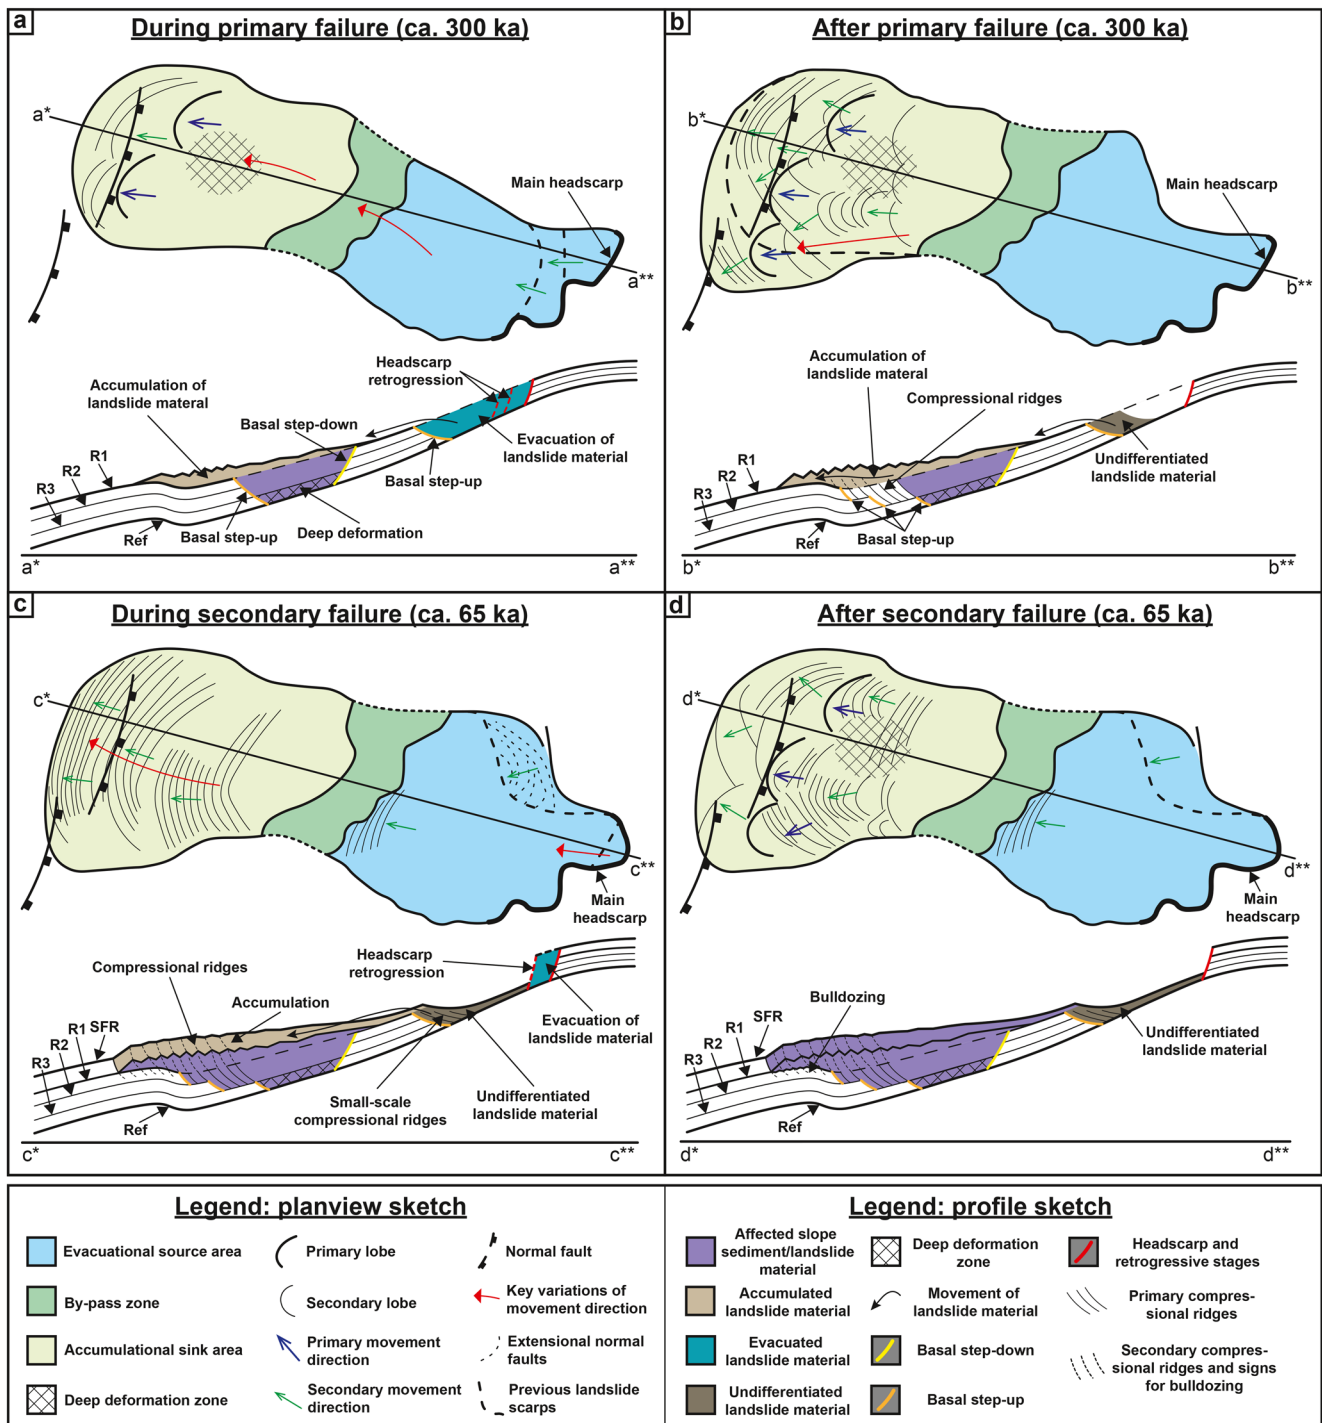 a
During primary failure (ca. 300 ka)
a*
Main headscarp
a**
Headscarp
retrogression
Accumulation of
landslide materal
Basal step-down
Evacuation of
landslide material
Basal step-up
R1
R2
R3
Ref
Basal step-up
Deep deformation
a*
a**
b
After primary failure (ca. 300 ka)
b*
Main headscarp
b**
Accumulation of
landslide materal
Compressional ridges
Undifferentiated
landslide material
R1
R2
R3
Ref
Basal step-up
b*
b**
c
During secondary failure (ca. 65 ka)
c*
c**
Main
headscarp
Headscarp
retrogression
Compressional ridges
Accumulation
Evacuation of
landslide material
SFR
R1
R2
R3
Ref
Small-scale
compressional ridges
Undifferentiated
landslide material
c*
c**
d
After secondary failure (ca. 65 ka)
d*
d**
Main
headscarp
Bulldozing
SFR
R1
R2
R3
Ref
Undifferentiated
landslide material
d*
d**
Legend: planview sketch
Evacuational source area
By-pass zone
Accumulational sink area
Deep deformation zone
Primary lobe
Secondary lobe
Primary movement
direction
Secondary movement
direction
Normal fault
Key variations of
movement direction
Extensional normal
faults
Previous landslide
scarps
Legend: profile sketch
Affected slope
sediment/landslide
material
Accumulated
landslide material
Evacuated
landslide material
Undifferentiated
landslide material
Deep deformation
zone
Movement of
landslide material
Basal step-down
Basal step-up
Headscarp and
retrogressive stages
Primary compres-
sional ridges
Secondary compres-
sional ridges and signs
for bulldozing